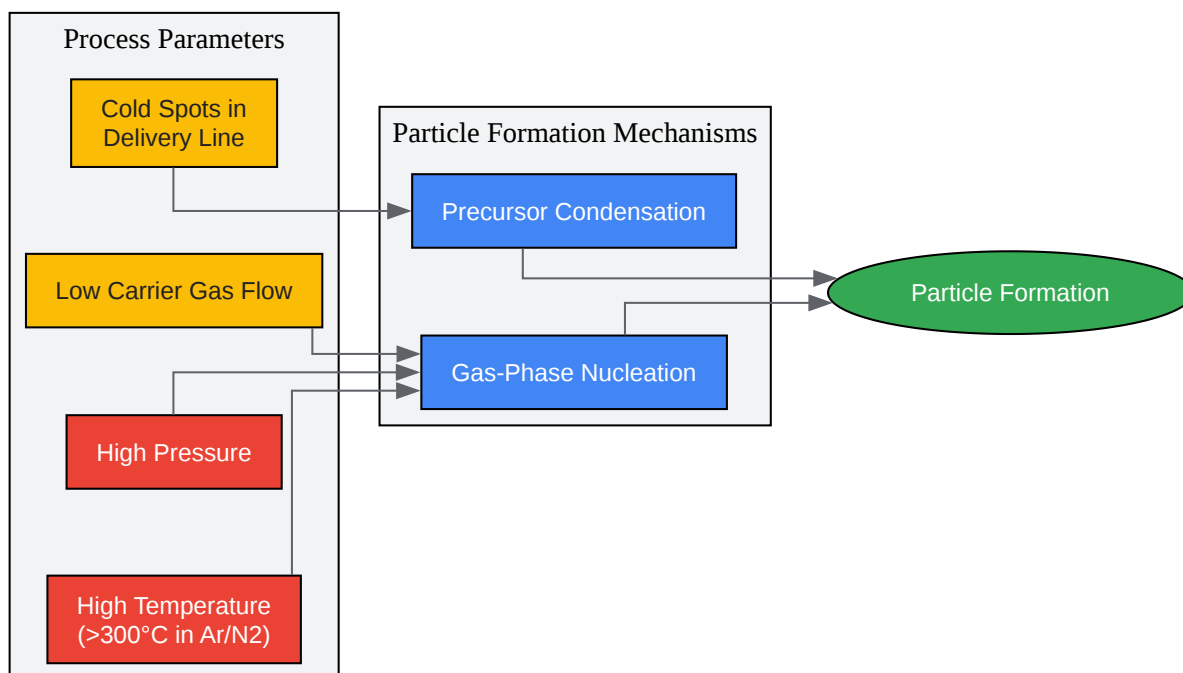 Process Parameters
Cold Spots in
Delivery Line
Low Carrier Gas Flow
High Pressure
High Temperature
(>300°C in Ar/N2)
Particle Formation Mechanisms
Precursor Condensation
Gas-Phase Nucleation
Particle Formation